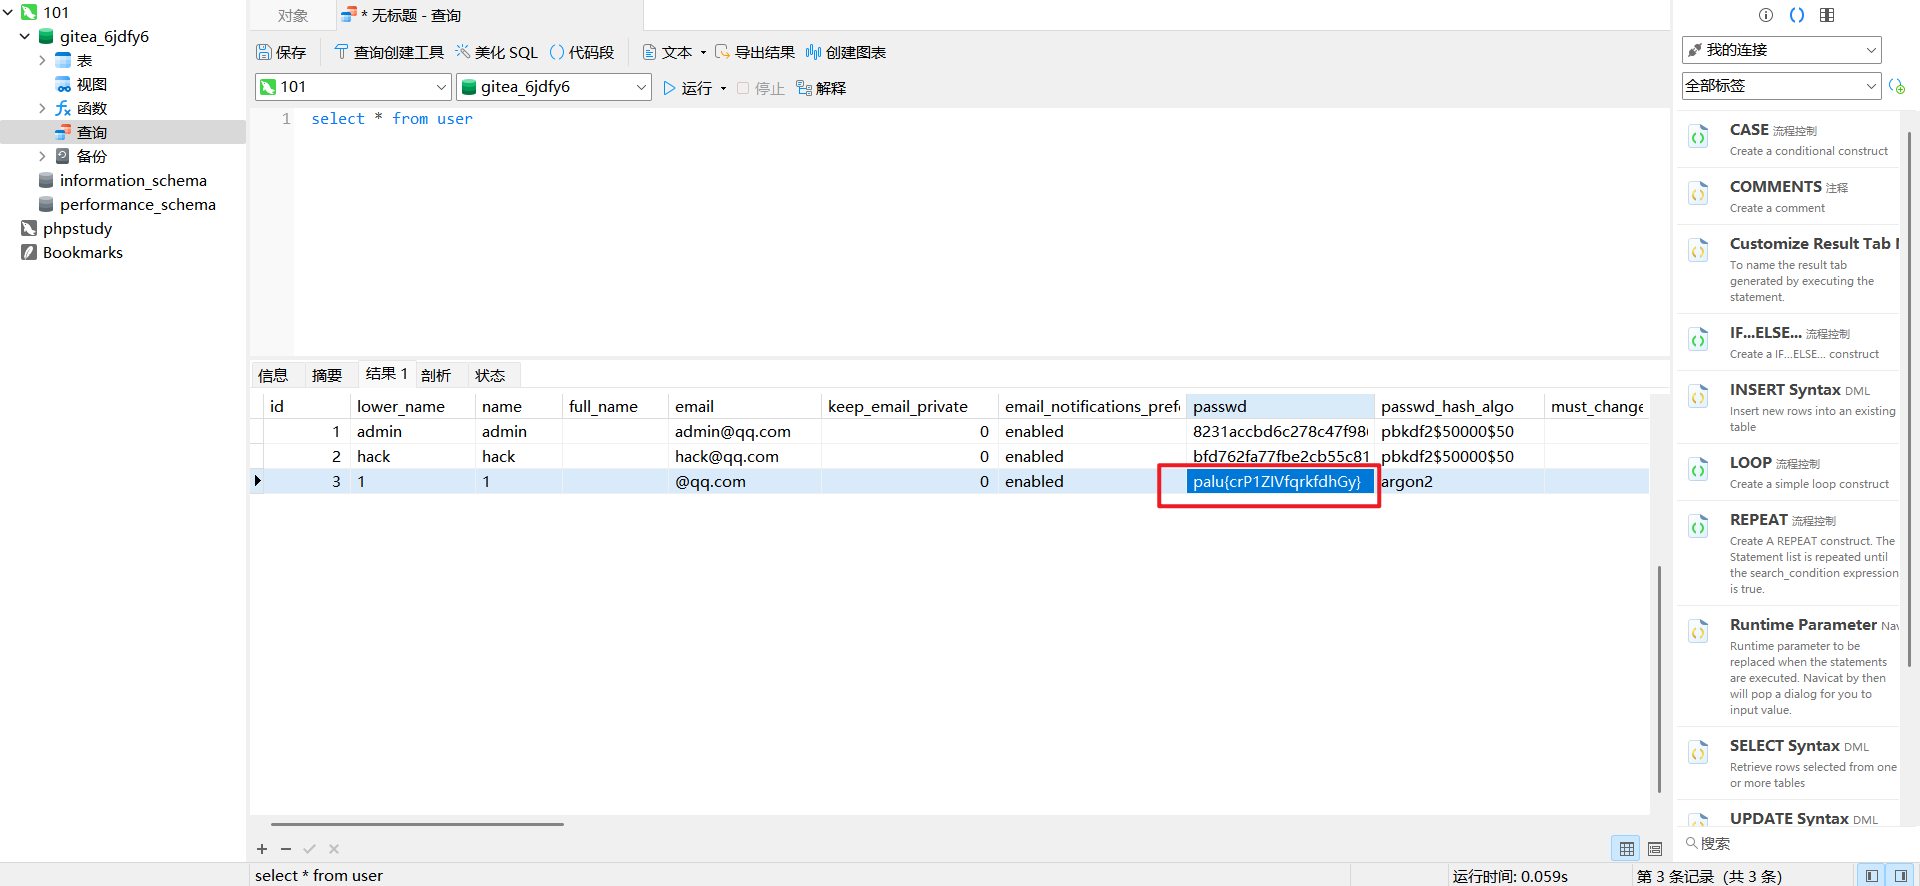 101
gitea_6jdfy6
表
视图
函数
查询
备份
information_schema
performance_schema
phpstudy
Bookmarks
对象
* 无标题 - 查询
保存 查询创建工具 美化 SQL 代码段 文本 导出结果 创建图表
101 gitea_6jdfy6 运行 停止 解释
1 select * from user
信息 摘要 结果 1 剖析 状态
id lower_name name full_name email keep_email_private email_notifications_prefe passwd passwd_hash_algo must_change
1 admin admin admin@qq.com 0 enabled 8231accbd6c278c47f98 pbkdf2$50000$50
2 hack hack hack@qq.com 0 enabled bfd762fa77fbe2cb55c81 pbkdf2$50000$50
3 1 1 @qq.com 0 enabled palu{crP1ZIVfqrkfdhGy} argon2
select * from user
运行时间: 0.059s
第 3 条记录 (共 3 条)
我的连接
全部标签
CASE 流程控制
Create a conditional construct
COMMENTS 注释
Create a comment
Customize Result Tab
To name the result tab
generated by executing the
statement.
IF...ELSE... 流程控制
Create a IF...ELSE... construct
INSERT Syntax DML
Insert new rows into an existing
table
LOOP 流程控制
Create a simple loop construct
REPEAT 流程控制
Create A REPEAT construct. The
Statement list is repeated until
the search_condition expression
is true.
Runtime Parameter Nav
Runtime parameter to be
replaced when the statements
are executed. Navicat by then
will pop a dialog for you to
input value.
SELECT Syntax DML
Retrieve rows selected from one
or more tables
UPDATE Syntax DML
搜索